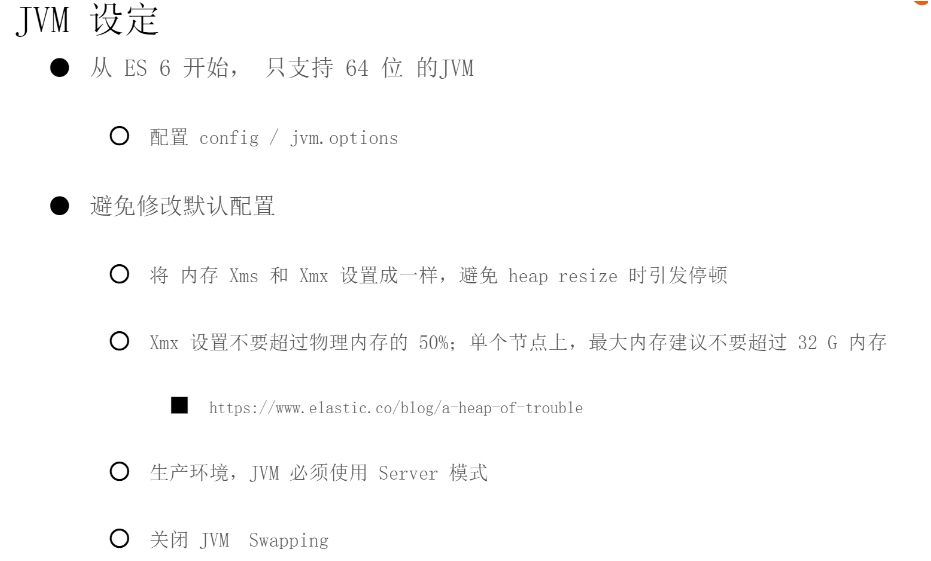 JVM 设定
从 ES 6 开始， 只支持 64 位 的JVM
配置 config / jvm.options
避免修改默认配置
将 内存 Xms 和 Xmx 设置成一样，避免 heap resize 时引发停顿
Xmx 设置不要超过物理内存的 50%；单个节点上，最大内存建议不要超过 32 G 内存
https://www.elastic.co/blog/a-heap-of-trouble
生产环境，JVM 必须使用 Server 模式
关闭 JVM  Swapping